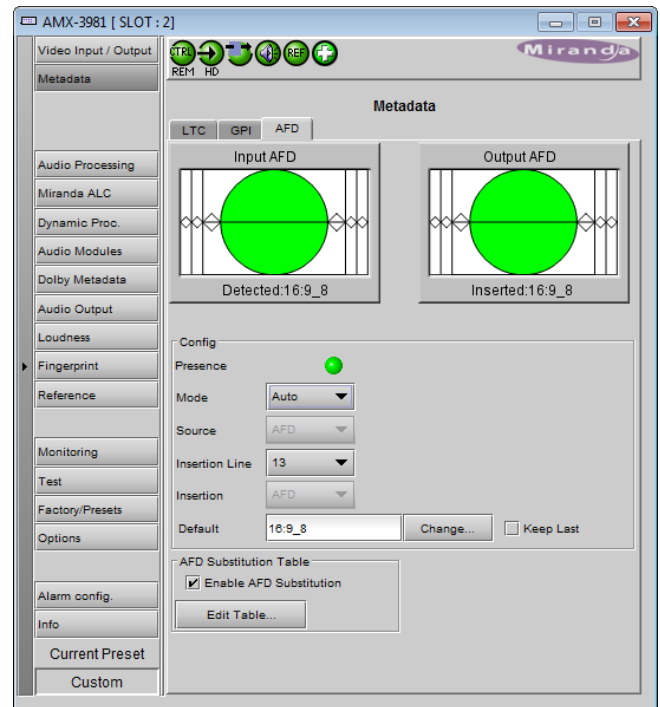 AMX-3981 [ SLOT : 2]
Video Input / Output
Metadata
Audio Processing
Miranda ALC
Dynamic Proc.
Audio Modules
Dolby Metadata
Audio Output
Loudness
Fingerprint
Reference
Monitoring
Test
Factory/Presets
Options
Alarm config.
Info
Current Preset
Custom
CTRL REF
REM HD
Miranda
Metadata
LTC GPI AFD
Input AFD
Detected:16:9_8
Output AFD
Inserted:16:9_8
Config
Presence
Mode Auto
Source AFD
Insertion Line 13
Insertion AFD
Default 16:9_8 Change... Keep Last
AFD Substitution Table
Enable AFD Substitution
Edit Table...